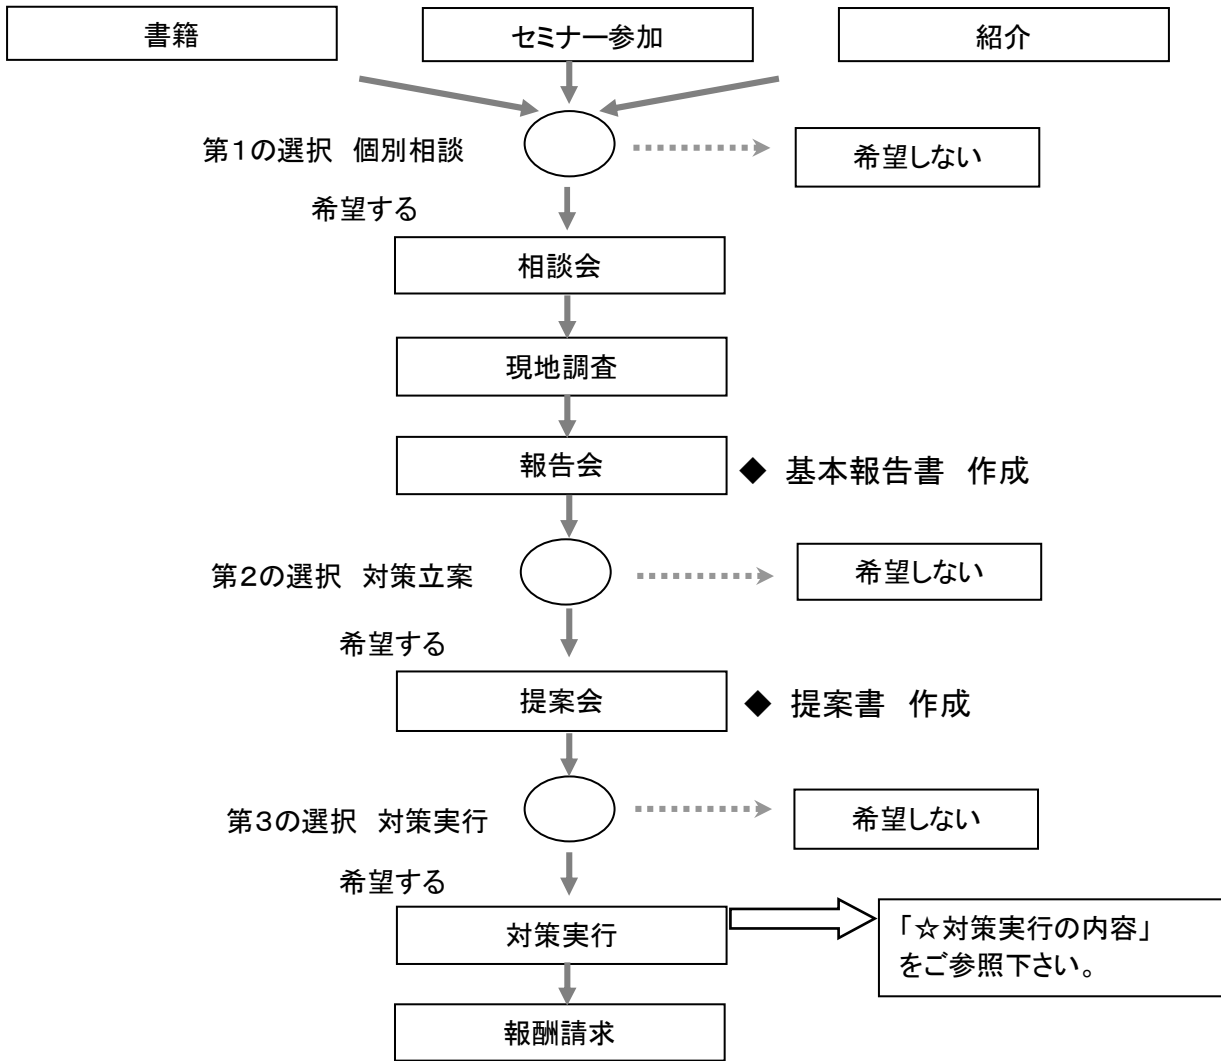 書籍
セミナー参加
紹介
第1の選択 個別相談
希望しない
希望する
相談会
現地調査
報告会
◆ 基本報告書 作成
第2の選択 対策立案
希望しない
希望する
提案会
◆ 提案書 作成
第3の選択 対策実行
希望しない
希望する
対策実行
「☆対策実行の内容」
をご参照下さい。
報酬請求